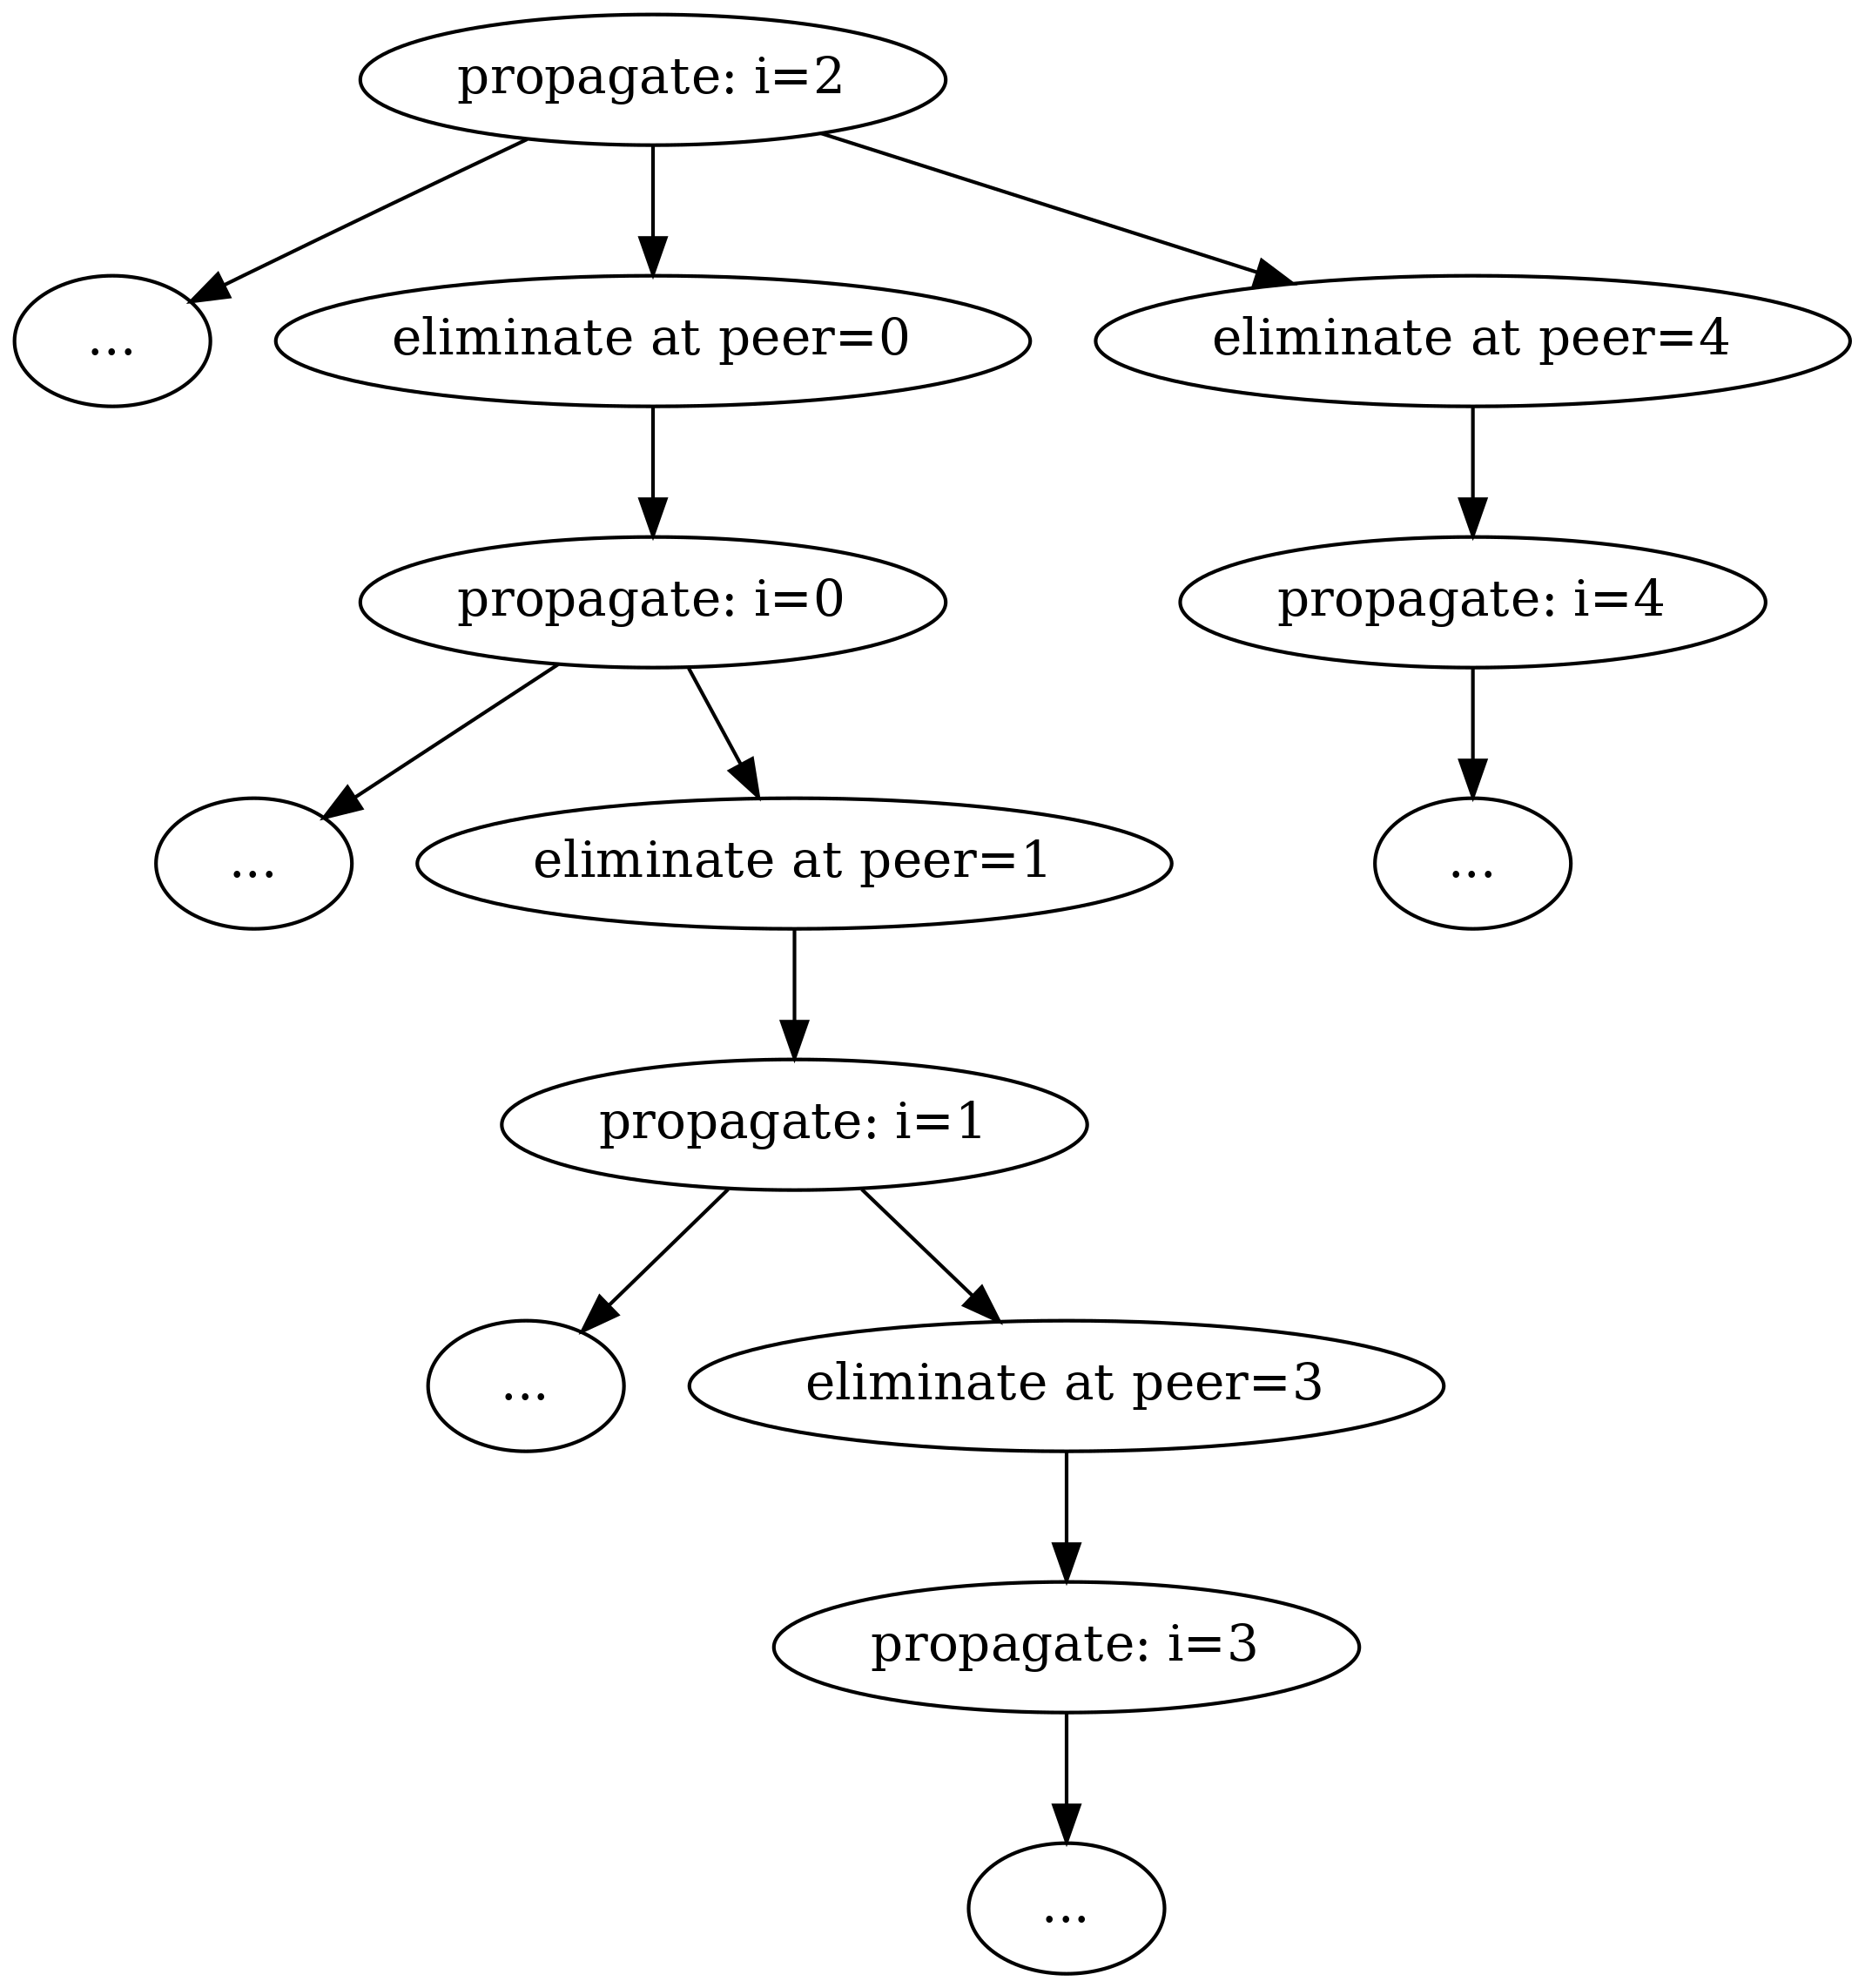 propagate: i=2
...
eliminate at peer=0
eliminate at peer=4
propagate: i=0
propagate: i=4
...
eliminate at peer=1
...
propagate: i=1
...
eliminate at peer=3
propagate: i=3
...